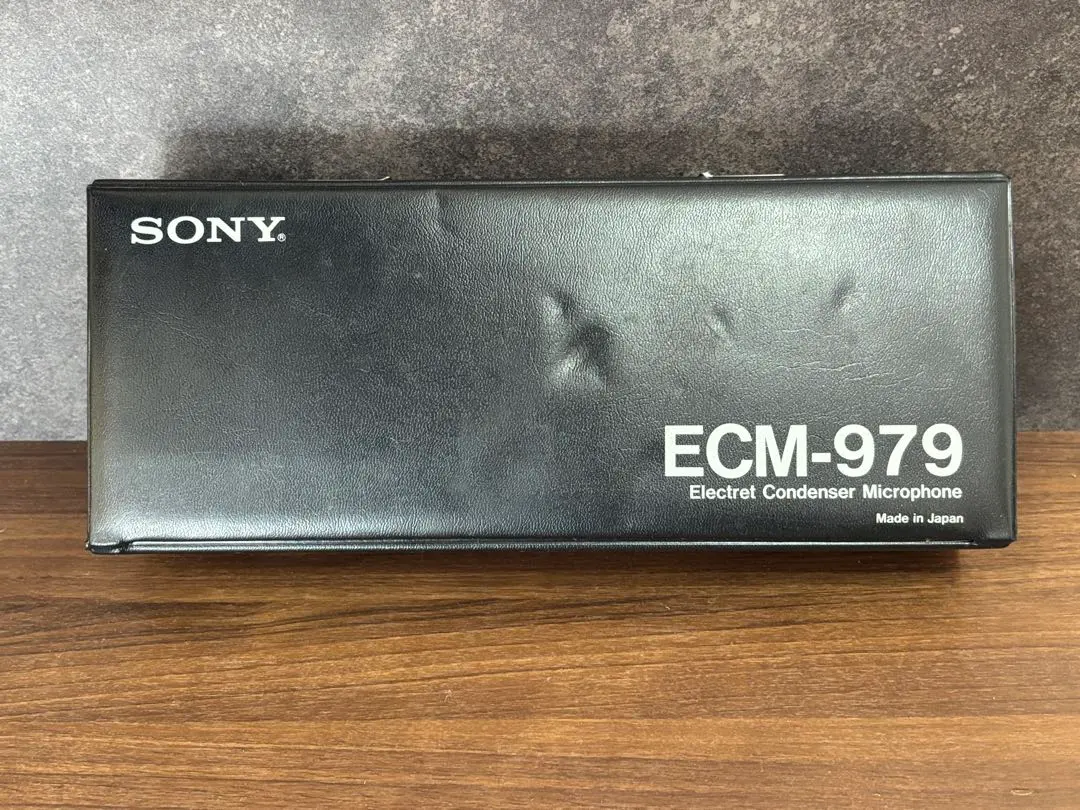 SONY®
ECM-979
Electret Condenser Microphone
Made in Japan